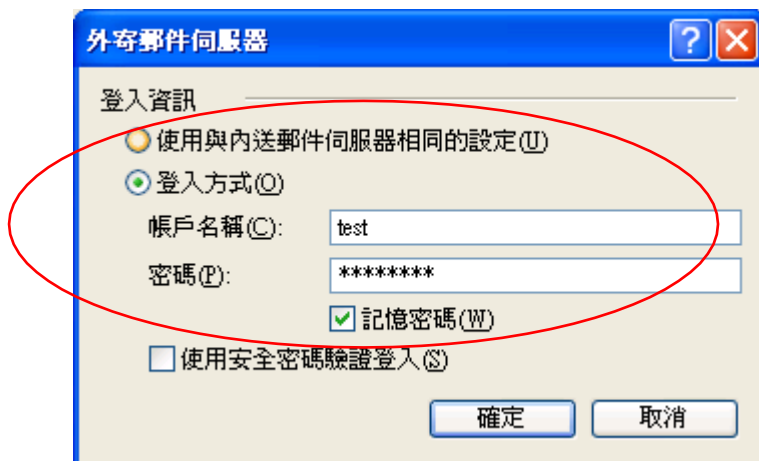 外寄郵件伺服器
登入資訊
使用與內送郵件伺服器相同的設定(U)
登入方式(O)
帳戶名稱(C): test
密碼(P): ********
記憶密碼(W)
使用安全密碼驗證登入(S)
確定 取消